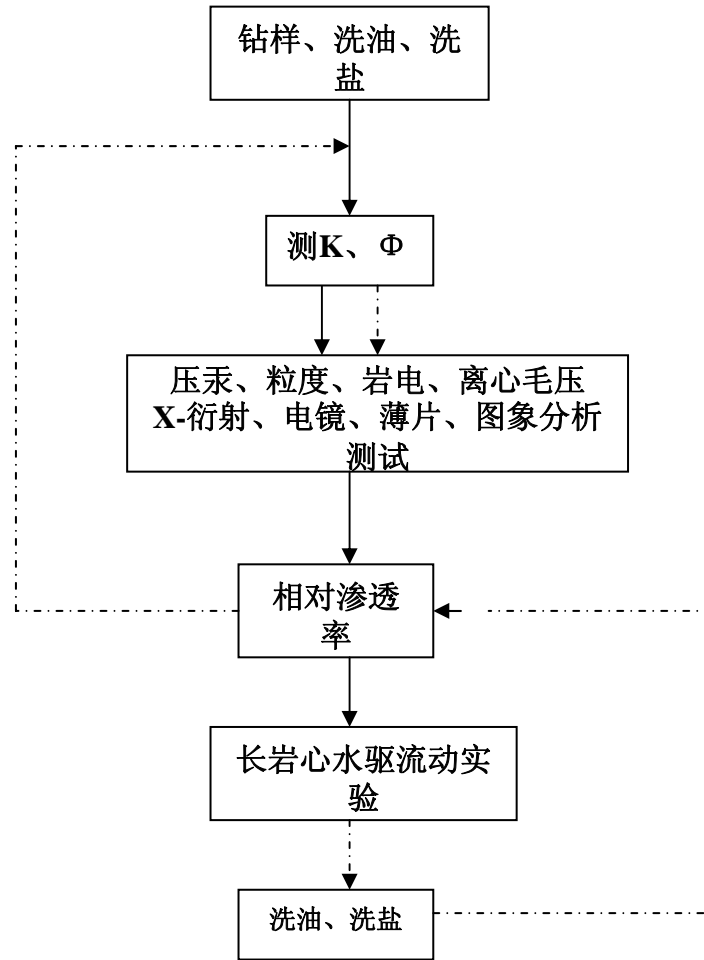 钻样、洗油、洗
盐
测K、Φ
压汞、粒度、岩电、离心毛压
X-衍射、电镜、薄片、图象分析
测试
相对渗透
率
长岩心水驱流动实
验
洗油、洗盐